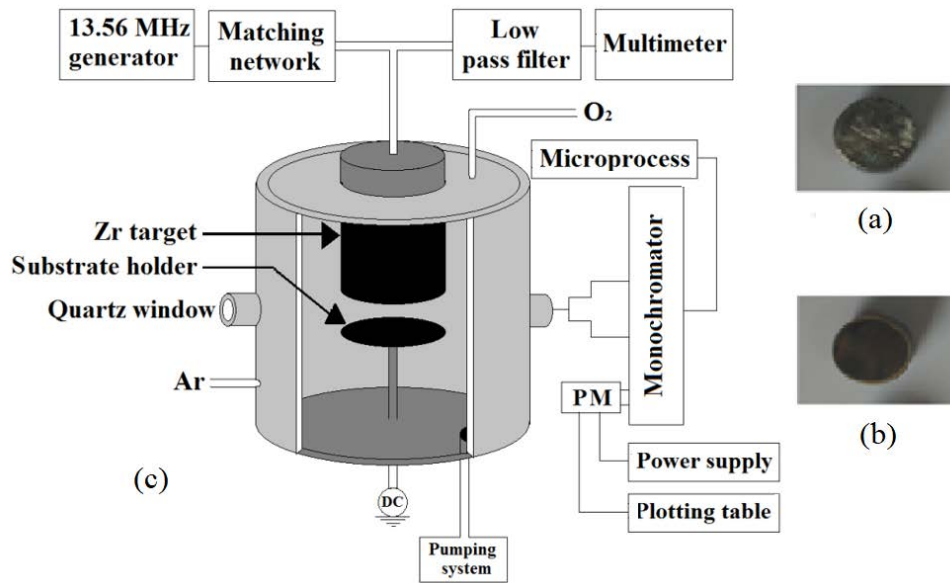 13.56 MHz
generator
Matching
network
Low
pass filter
Multimeter
O₂
Microprocess
Zr target
Substrate holder
Quartz window
Ar
Monochromator
PM
Power supply
Plotting table
DC
Pumping
system
(a)
(b)
(c)